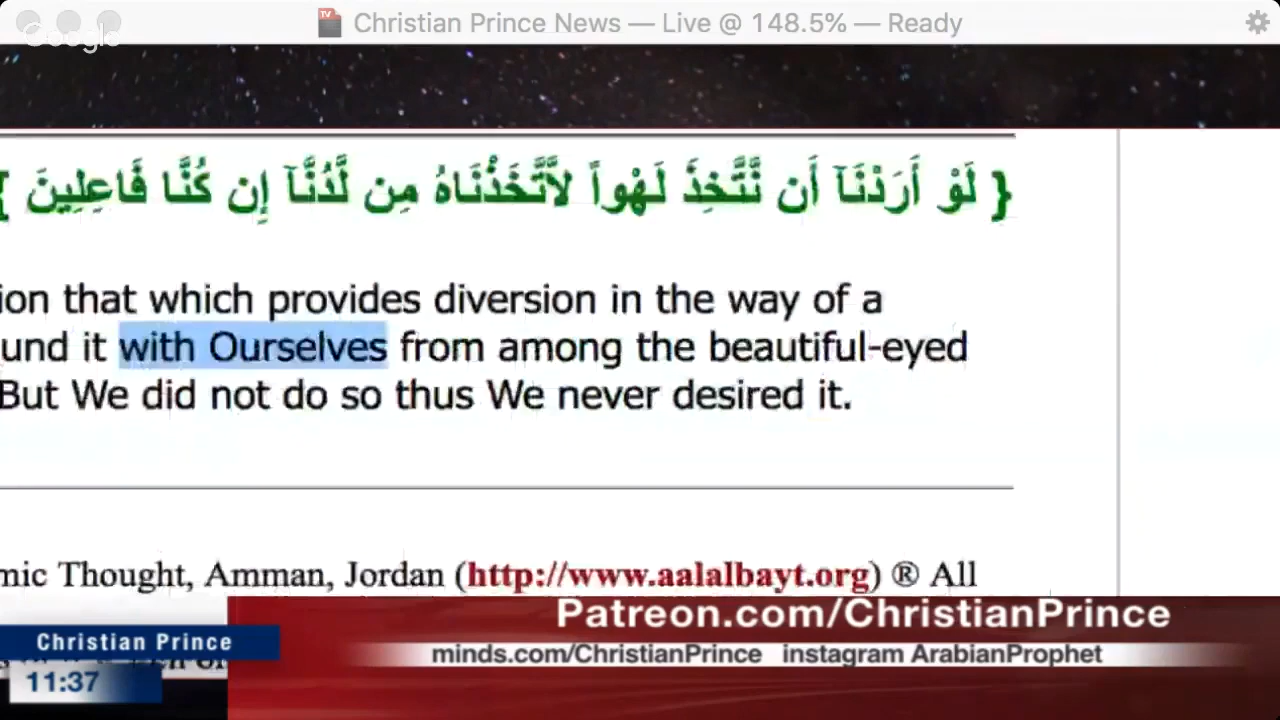 Christian Prince News — Live @ 148.5% — Ready
Google
{ لَوْ أَرَدْنَآ أَن نَّتَّخِذَ لَهْواً لاَّتَّخَذْنَاهُ مِن لَّدُنَّآ إِن كُنَّا فَاعِلِينَ }
ion that which provides diversion in the way of a
und it with Ourselves from among the beautiful-eyed
But We did not do so thus We never desired it.
mic Thought, Amman, Jordan (http://www.aalalbayt.org) ® All
Patreon.com/ChristianPrince
Christian Prince
minds.com/ChristianPrince instagram ArabianProphet
11:37